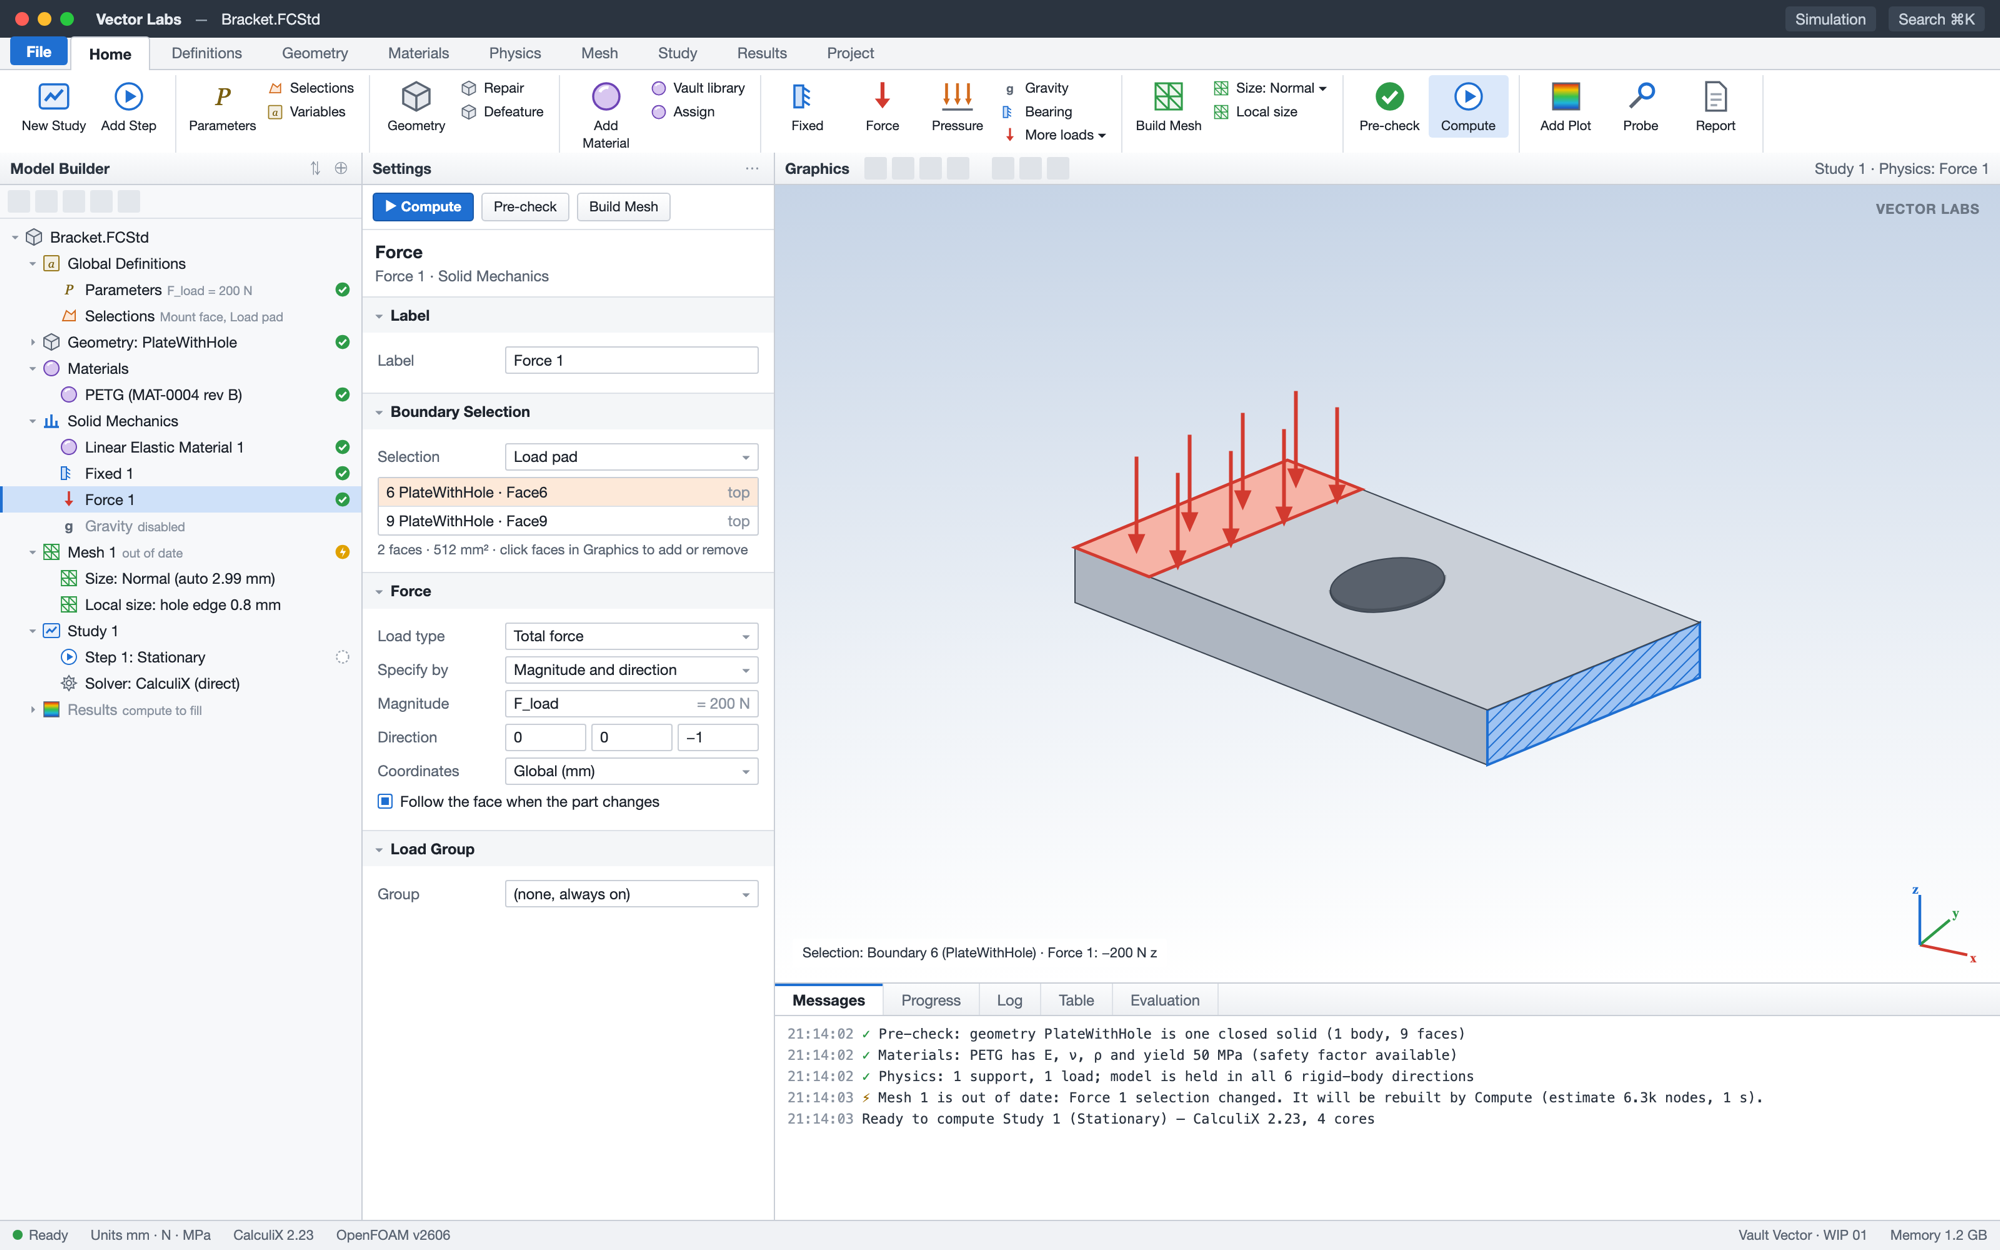 Vector Labs — Bracket.FCStd
Simulation
Search ⌘K
File
Home
Definitions
Geometry
Materials
Physics
Mesh
Study
Results
Project
New Study
Add Step
P
Parameters
Selections
a Variables
Geometry
Repair
Defeature
Add
Material
Vault library
Assign
Fixed
Force
Pressure
g Gravity
Bearing
More loads
Build Mesh
Size: Normal
Local size
Pre-check
Compute
Add Plot
Probe
Report
Model Builder
Bracket.FCStd
a Global Definitions
P Parameters F_load = 200 N
Selections Mount face, Load pad
Geometry: PlateWithHole
Materials
PETG (MAT-0004 rev B)
Solid Mechanics
Linear Elastic Material 1
Fixed 1
Force 1
g Gravity disabled
Mesh 1 out of date
Size: Normal (auto 2.99 mm)
Local size: hole edge 0.8 mm
Study 1
Step 1: Stationary
Solver: CalculiX (direct)
Results compute to fill
Settings
Compute
Pre-check
Build Mesh
Force
Force 1 · Solid Mechanics
Label
Label Force 1
Boundary Selection
Selection Load pad
6 PlateWithHole · Face6 top
9 PlateWithHole · Face9 top
2 faces · 512 mm² · click faces in Graphics to add or remove
Force
Load type Total force
Specify by Magnitude and direction
Magnitude F_load = 200 N
Direction 0 0 −1
Coordinates Global (mm)
Follow the face when the part changes
Load Group
Group (none, always on)
Graphics
Study 1 · Physics: Force 1
VECTOR LABS
z
y
x
Selection: Boundary 6 (PlateWithHole) · Force 1: −200 N z
Messages
Progress
Log
Table
Evaluation
21:14:02 ✓ Pre-check: geometry PlateWithHole is one closed solid (1 body, 9 faces)
21:14:02 ✓ Materials: PETG has E, ν, ρ and yield 50 MPa (safety factor available)
21:14:02 ✓ Physics: 1 support, 1 load; model is held in all 6 rigid-body directions
21:14:03 ⚡ Mesh 1 is out of date: Force 1 selection changed. It will be rebuilt by Compute (estimate 6.3k nodes, 1 s).
21:14:03 Ready to compute Study 1 (Stationary) — CalculiX 2.23, 4 cores
Ready
Units mm · N · MPa
CalculiX 2.23
OpenFOAM v2606
Vault Vector · WIP 01
Memory 1.2 GB